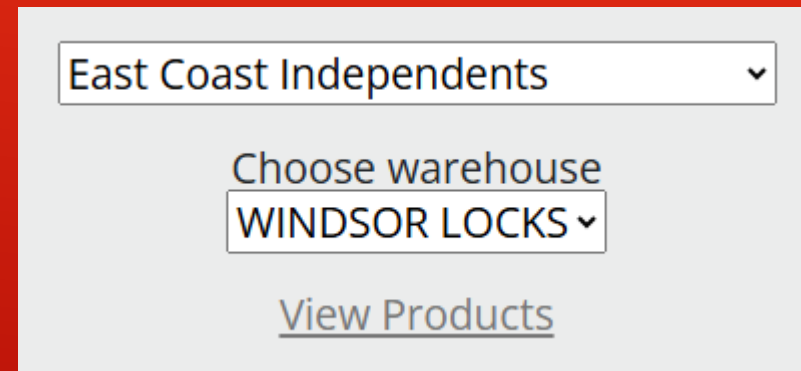 East Coast Independents
Choose warehouse
WINDSOR LOCKS
View Products